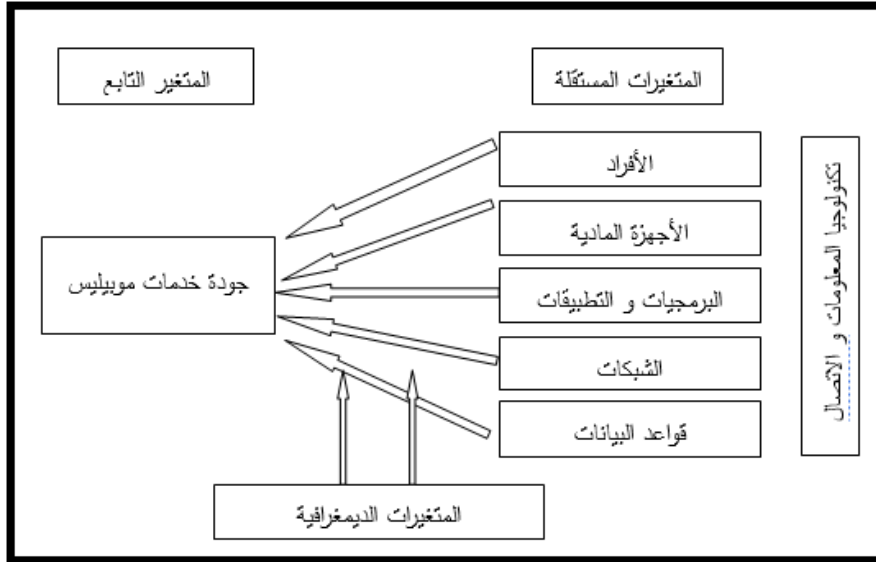 المتغيرات المستقلة
المتغير التابع
تكنولوجيا المعلومات و الاتصال
الأفراد
الأجهزة المادية
البرمجيات و التطبيقات
الشبكات
قواعد البيانات
جودة خدمات موبيليس
المتغيرات الديمغرافية